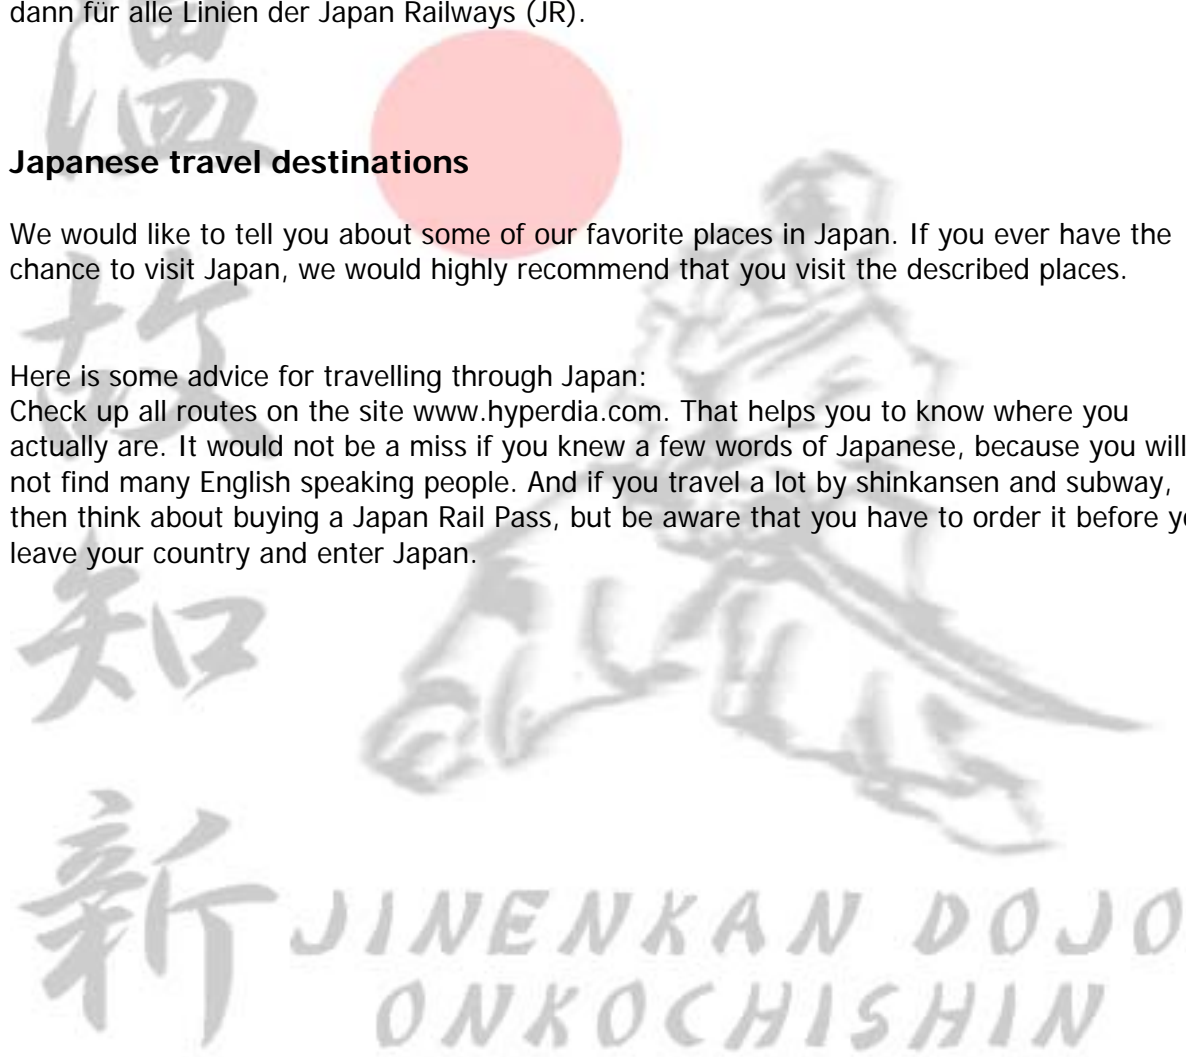 dann für alle Linien der Japan Railways (JR).
Japanese travel destinations
We would like to tell you about some of our favorite places in Japan. If you ever have the
chance to visit Japan, we would highly recommend that you visit the described places.
Here is some advice for travelling through Japan:
Check up all routes on the site www.hyperdia.com. That helps you to know where you
actually are. It would not be a miss if you knew a few words of Japanese, because you will
not find many English speaking people. And if you travel a lot by shinkansen and subway,
then think about buying a Japan Rail Pass, but be aware that you have to order it before yo
leave your country and enter Japan.
温
故
知
新
JINENKAN DOJO
ONKOCHISHIN